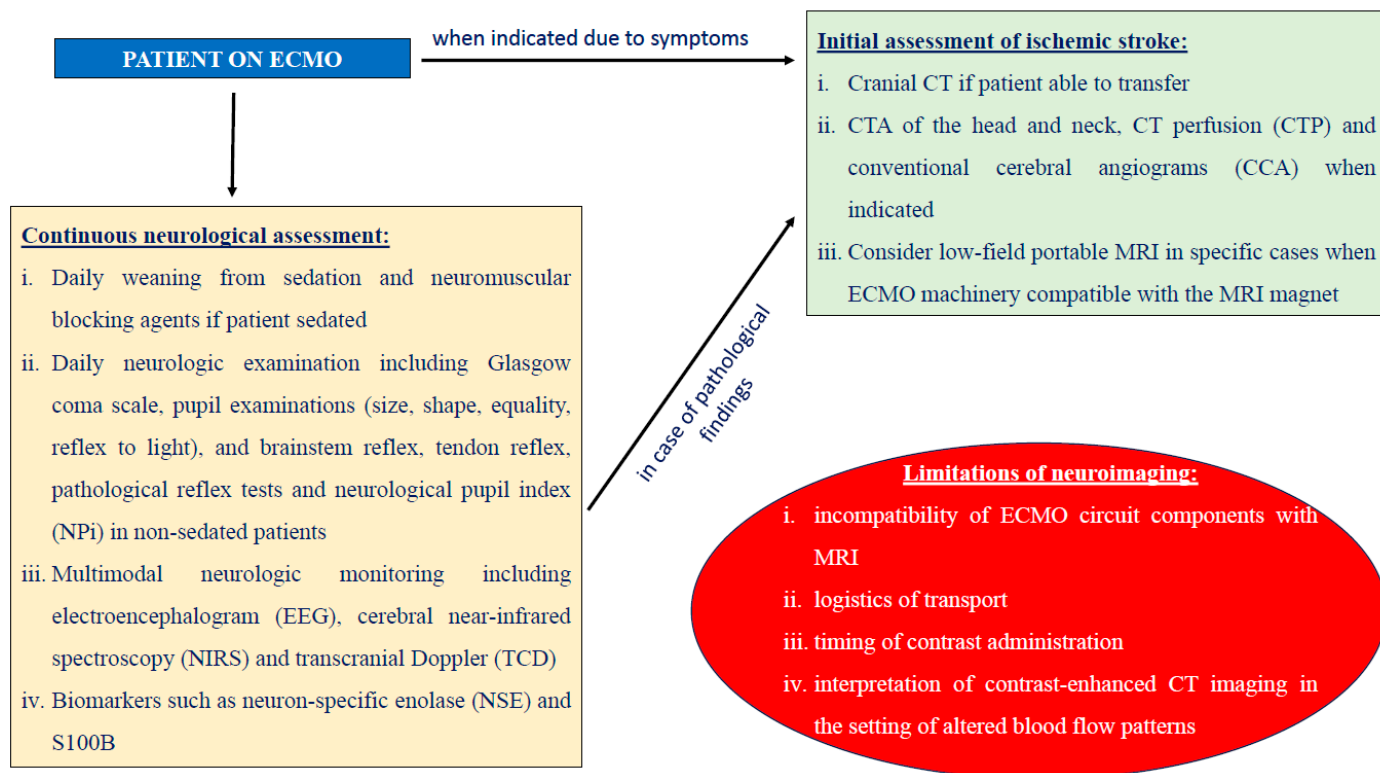 PATIENT ON ECMO
when indicated due to symptoms
Initial assessment of ischemic stroke:
i. Cranial CT if patient able to transfer
ii. CTA of the head and neck, CT perfusion (CTP) and
conventional cerebral angiograms (CCA) when
indicated
iii. Consider low-field portable MRI in specific cases when
ECMO machinery compatible with the MRI magnet
Continuous neurological assessment:
i. Daily weaning from sedation and neuromuscular
blocking agents if patient sedated
ii. Daily neurologic examination including Glasgow
coma scale, pupil examinations (size, shape, equality,
reflex to light), and brainstem reflex, tendon reflex,
pathological reflex tests and neurological pupil index
(NPi) in non-sedated patients
iii. Multimodal neurologic monitoring including
electroencephalogram (EEG), cerebral near-infrared
spectroscopy (NIRS) and transcranial Doppler (TCD)
iv. Biomarkers such as neuron-specific enolase (NSE) and
S100B
in case of pathological
findings
Limitations of neuroimaging:
i. incompatibility of ECMO circuit components with
MRI
ii. logistics of transport
iii. timing of contrast administration
iv. interpretation of contrast-enhanced CT imaging in
the setting of altered blood flow patterns